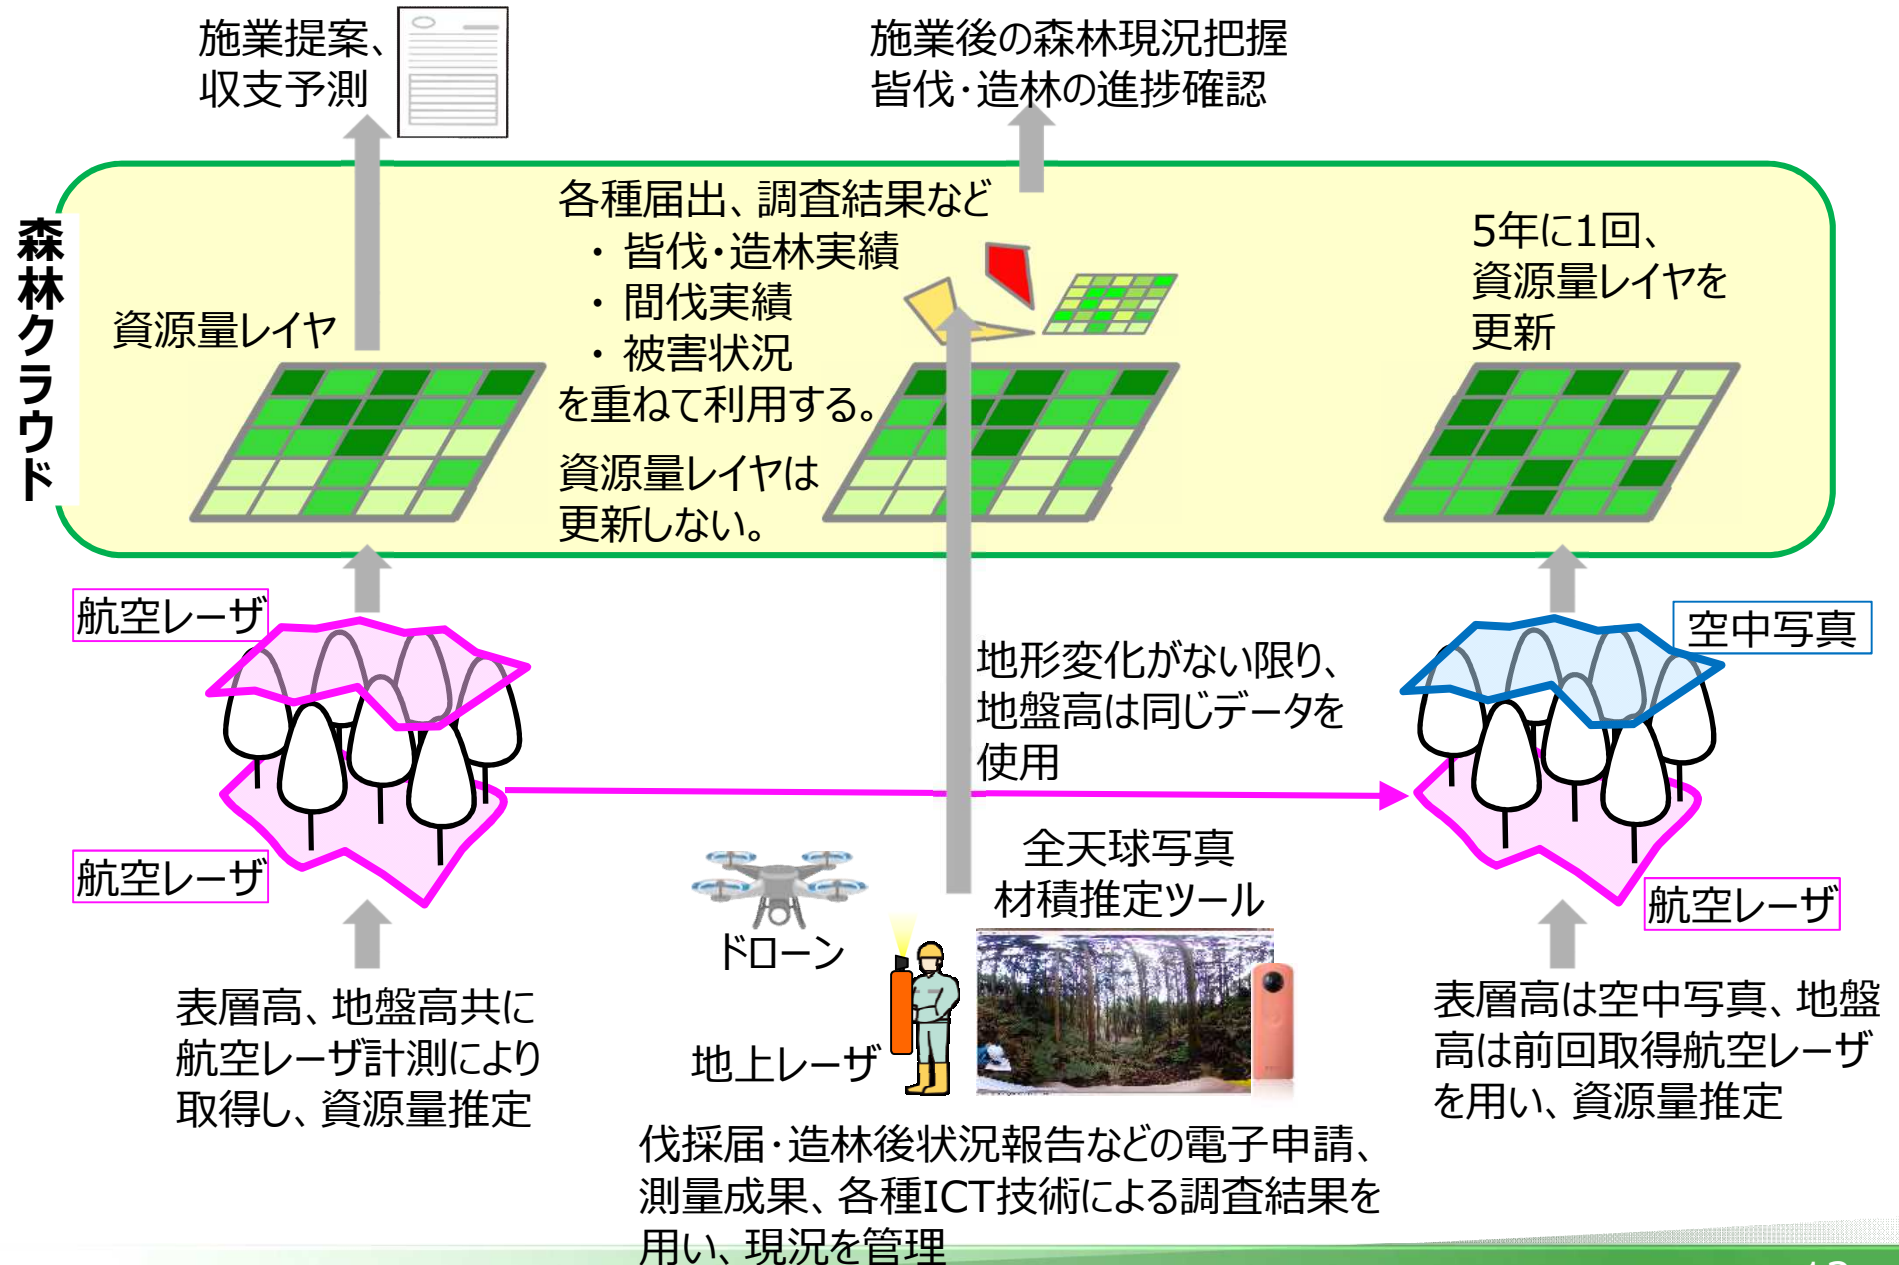 施業提案、
収支予測
施業後の森林現況把握
皆伐・造林の進捗確認
森林クラウド
資源量レイヤ
各種届出、調査結果など
・ 皆伐・造林実績
・ 間伐実績
・ 被害状況
を重ねて利用する。
資源量レイヤは
更新しない。
5年に1回、
資源量レイヤを
更新
航空レーザ
航空レーザ
地形変化がない限り、
地盤高は同じデータを
使用
空中写真
航空レーザ
表層高、地盤高共に
航空レーザ計測により
取得し、資源量推定
ドローン
地上レーザ
全天球写真
材積推定ツール
伐採届・造林後状況報告などの電子申請、
測量成果、各種ICT技術による調査結果を
用い、現況を管理
表層高は空中写真、地盤
高は前回取得航空レーザ
を用い、資源量推定